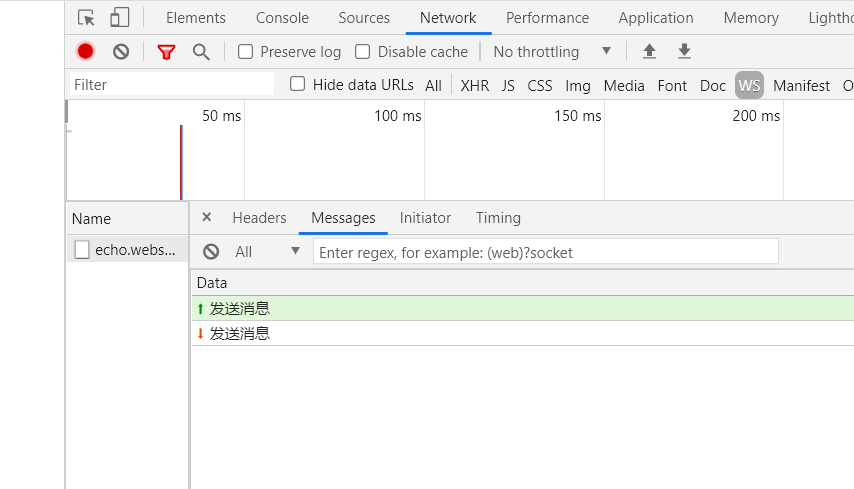 Elements Console Sources Network Performance Application Memory Lighth
Preserve log Disable cache No throttling
Filter Hide data URLs All XHR JS CSS Img Media Font Doc WS Manifest O
50 ms 100 ms 150 ms 200 ms
Name × Headers Messages Initiator Timing
echo.webs... All Enter regex, for example: (web)?socket
Data
发送消息
发送消息